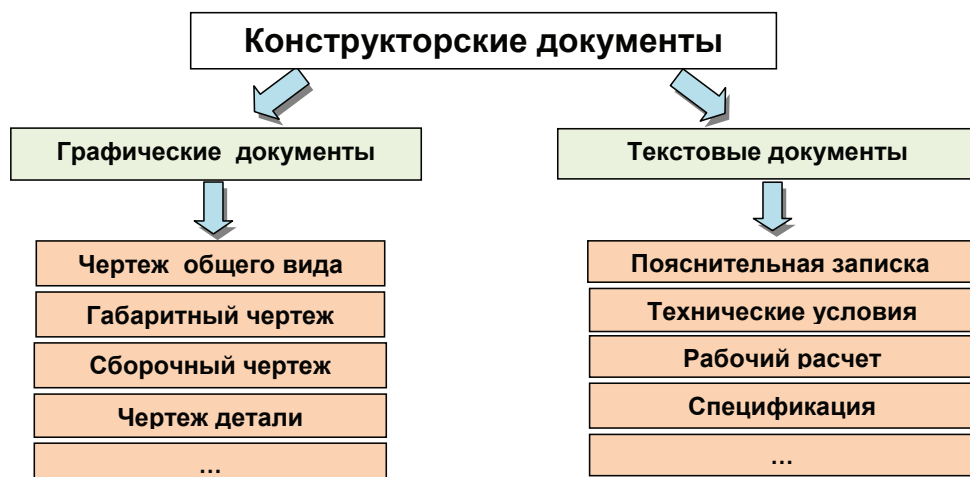 Конструкторские документы
Графические документы
Чертеж общего вида
Габаритный чертеж
Сборочный чертеж
Чертеж детали
…
Текстовые документы
Пояснительная записка
Технические условия
Рабочий расчет
Спецификация
…